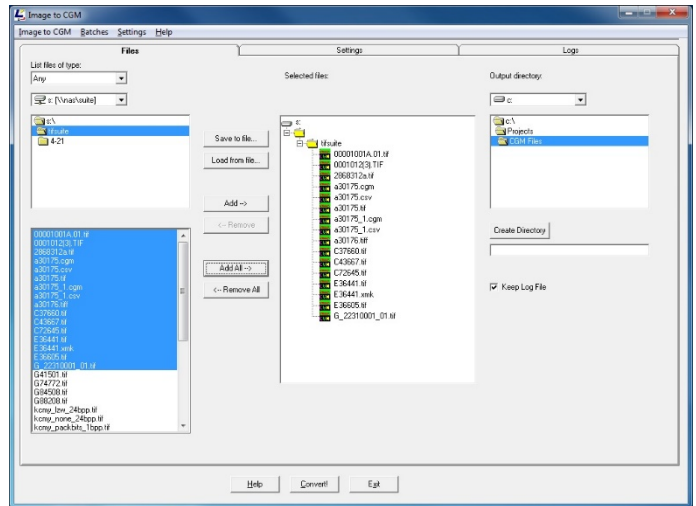 Image to CGM
Image to CGM Batches Settings Help
Files Settings Logs
List files of type:
Any
s: [\\nas\suite]
s:\
tifsuite
4-21
00001001A.01.tif
0001012(3).TIF
2868312a.tif
a30175.cgm
a30175.csv
a30175.tif
a30175_1.cgm
a30175_1.csv
a30176.tiff
C37660.tif
C43667.tif
C72645.tif
E36441.tif
E36441.xmk
E36605.tif
G_22310001_01.tif
G41501.tif
G74772.tif
G84508.tif
G88208.tif
kcmy_lzw_24bpp.tif
kcmy_none_24bpp.tif
kcmy_packbits_1bpp.tif
Save to file...
Load from file...
Add -->
<-- Remove
Add All -->
<-- Remove All
Selected files:
s:
tifsuite
00001001A.01.tif
0001012(3).TIF
2868312a.tif
a30175.cgm
a30175.csv
a30175.tif
a30175_1.cgm
a30175_1.csv
a30176.tiff
C37660.tif
C43667.tif
C72645.tif
E36441.tif
E36441.xmk
E36605.tif
G_22310001_01.tif
Output directory:
c:
c:\
Projects
CGM Files
Create Directory
Keep Log File
Help Convert! Exit